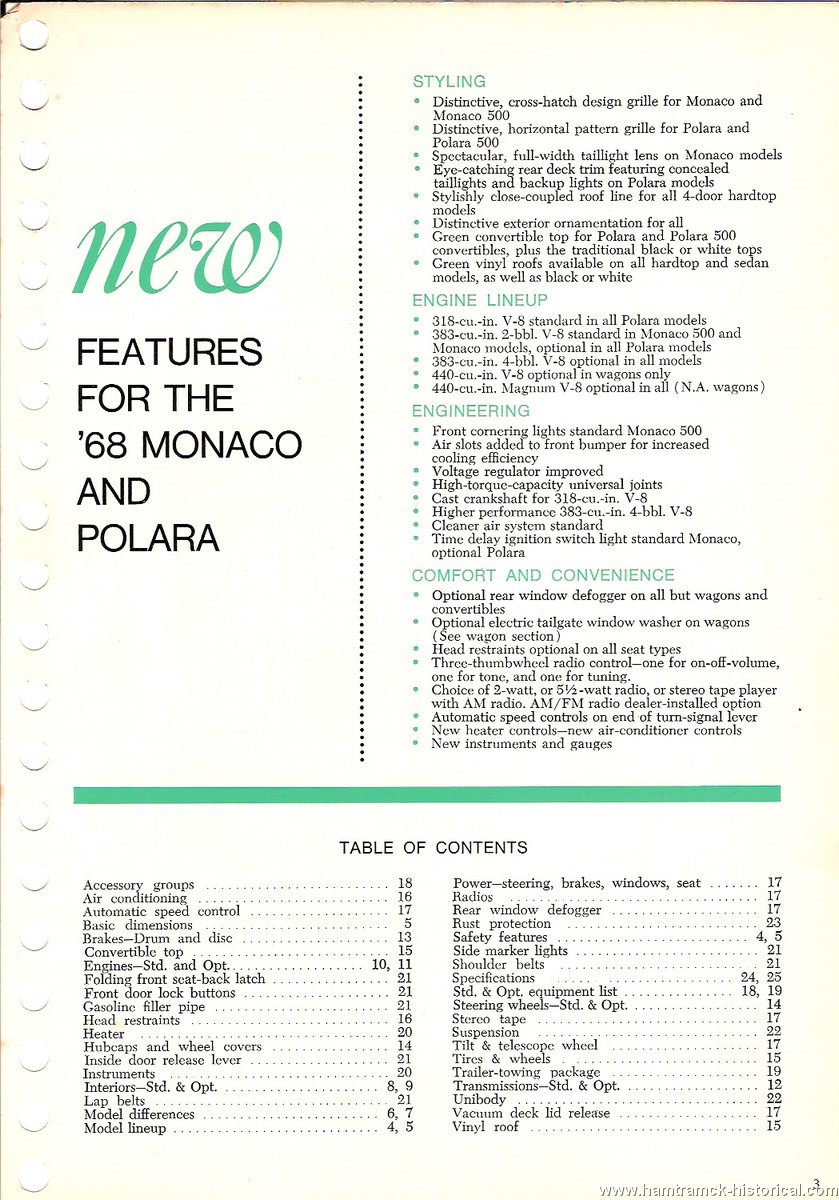 new
FEATURES
FOR THE
'68 MONACO
AND
POLARA
STYLING
• Distinctive, cross-hatch design grille for Monaco and
Monaco 500
• Distinctive, horizontal pattern grille for Polara and
Polara 500
• Spectacular, full-width taillight lens on Monaco models
• Eye-catching rear deck trim featuring concealed
taillights and backup lights on Polara models
• Stylishly close-coupled roof line for all 4-door hardtop
models
• Distinctive exterior ornamentation for all
• Green convertible top for Polara and Polara 500
convertibles, plus the traditional black or white tops
• Green vinyl roofs available on all hardtop and sedan
models, as well as black or white
ENGINE LINEUP
• 318-cu.-in. V-8 standard in all Polara models
• 383-cu.-in. 2-bbl. V-8 standard in Monaco 500 and
Monaco models, optional in all Polara models
• 383-cu.-in. 4-bbl. V-8 optional in all models
• 440-cu.-in. V-8 optional in wagons only
• 440-cu.-in. Magnum V-8 optional in all (N.A. wagons)
ENGINEERING
• Front cornering lights standard Monaco 500
• Air slots added to front bumper for increased
cooling efficiency
• Voltage regulator improved
• High-torque-capacity universal joints
• Cast crankshaft for 318-cu.-in. V-8
• Higher performance 383-cu.-in. 4-bbl. V-8
• Cleaner air system standard
• Time delay ignition switch light standard Monaco,
optional Polara
COMFORT AND CONVENIENCE
• Optional rear window defogger on all but wagons and
convertibles
• Optional electric tailgate window washer on wagons
(See wagon section)
• Head restraints optional on all seat types
• Three-thumbwheel radio control—one for on-off-volume,
one for tone, and one for tuning.
• Choice of 2-watt, or 5½-watt radio, or stereo tape player
with AM radio. AM/FM radio dealer-installed option
• Automatic speed controls on end of turn-signal lever
• New heater controls—new air-conditioner controls
• New instruments and gauges
TABLE OF CONTENTS
Accessory groups ........................ 18
Air conditioning ........................ 16
Automatic speed control ................. 17
Basic dimensions ........................ 5
Brakes—Drum and disc .................... 13
Convertible top ......................... 15
Engines—Std. and Opt. ................... 10, 11
Folding front seat-back latch ........... 21
Front door lock buttons ................. 21
Gasoline filler pipe .................... 21
Head restraints ......................... 16
Heater .................................. 20
Hubcaps and wheel covers ................ 14
Inside door release lever ............... 21
Instruments ............................. 20
Interiors—Std. & Opt. ................... 8, 9
Lap belts ............................... 21
Model differences ....................... 6, 7
Model lineup ............................ 4, 5
Power—steering, brakes, windows, seat ....... 17
Radios .................................. 17
Rear window defogger .................... 17
Rust protection ......................... 23
Safety features ......................... 4, 5
Side marker lights ...................... 21
Shoulder belts .......................... 21
Specifications .......................... 24, 25
Std. & Opt. equipment list .............. 18, 19
Steering wheels—Std. & Opt. ............. 14
Stereo tape ............................. 17
Suspension .............................. 22
Tilt & telescope wheel .................. 17
Tires & wheels .......................... 15
Trailer-towing package .................. 19
Transmissions—Std. & Opt. ............... 12
Unibody ................................. 22
Vacuum deck lid release ................. 17
Vinyl roof .............................. 15
3
www.hamtramck-historical.com